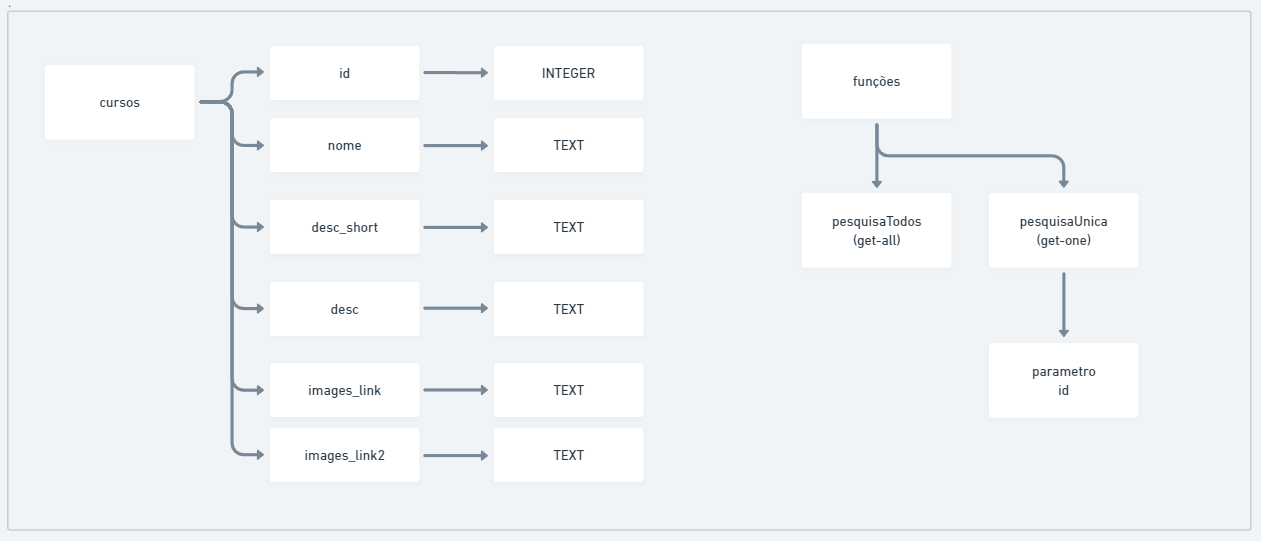 cursos
id
INTEGER
nome
TEXT
desc_short
TEXT
desc
TEXT
images_link
TEXT
images_link2
TEXT
funções
pesquisaTodos
(get-all)
pesquisaUnica
(get-one)
parametro
id